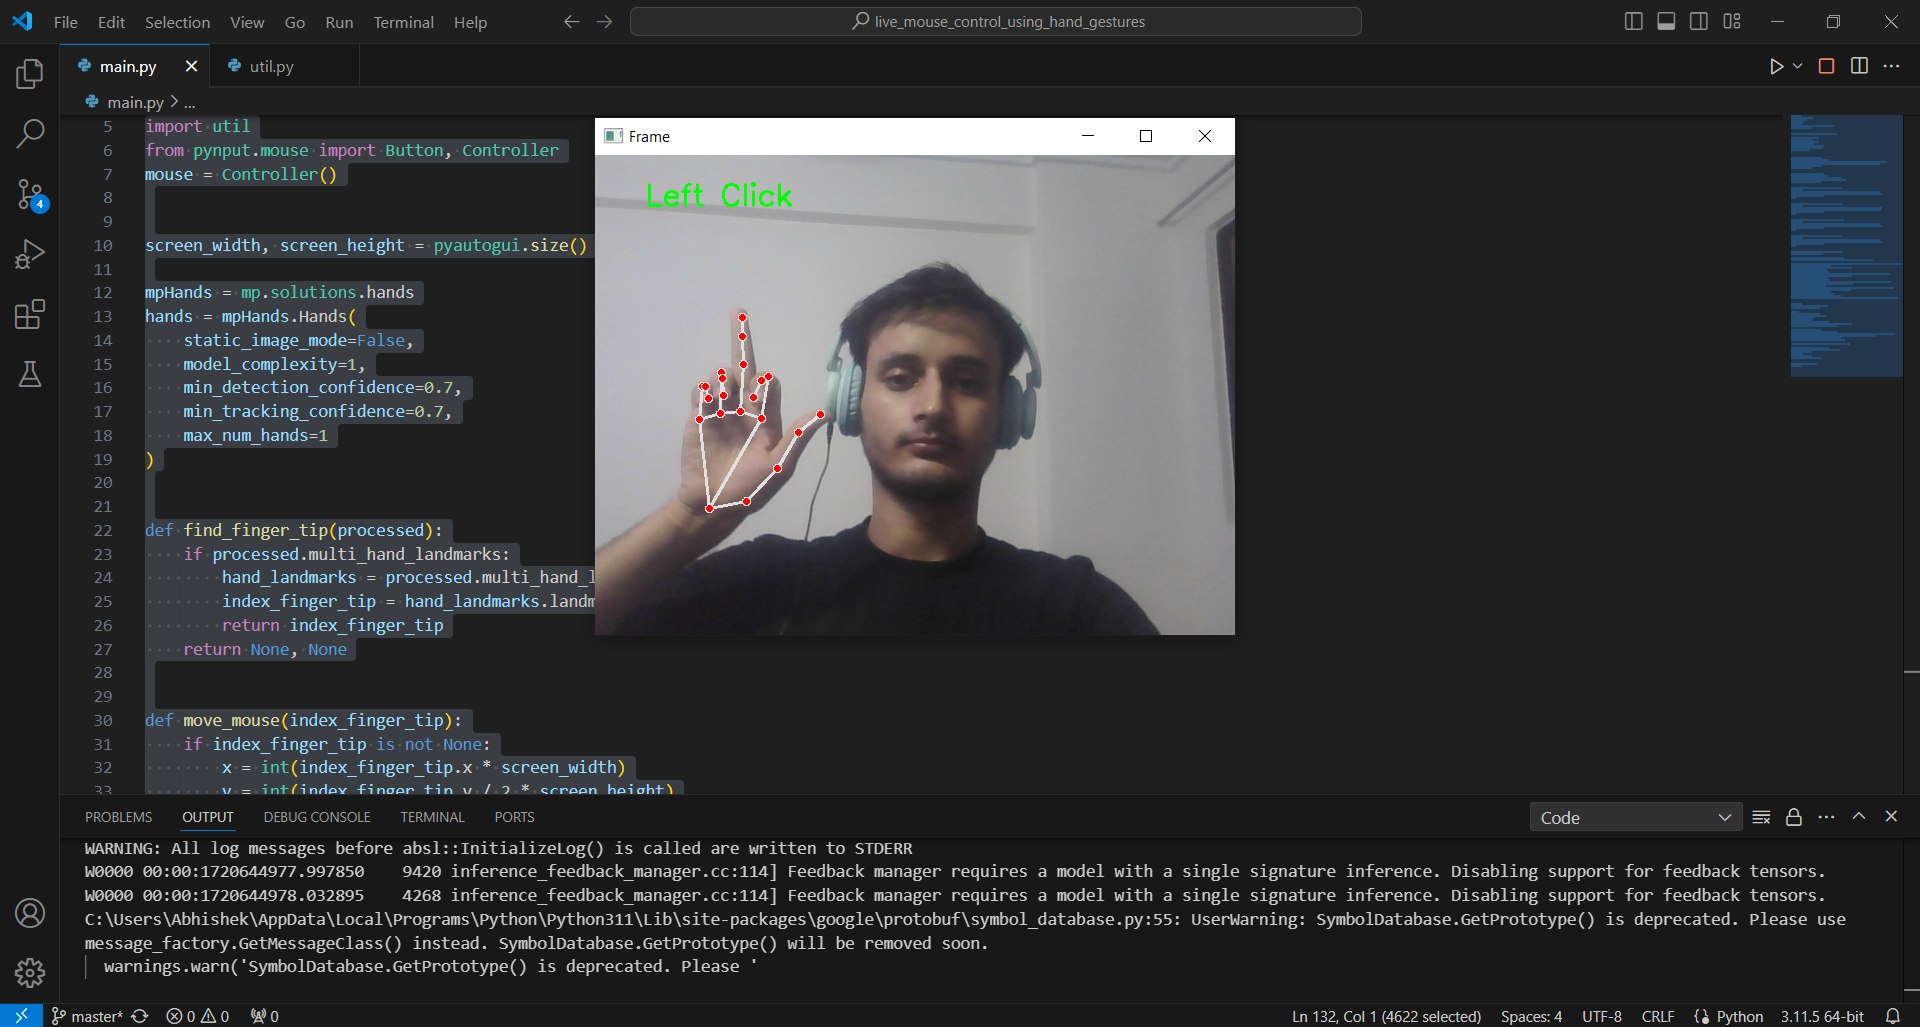 File Edit Selection View Go Run Terminal Help
live_mouse_control_using_hand_gestures
main.py
util.py
main.py > ...
5 import util
6 from pynput.mouse import Button, Controller
7 mouse = Controller()
8
9
10 screen_width, screen_height = pyautogui.size()
11
12 mpHands = mp.solutions.hands
13 hands = mpHands.Hands(
14 static_image_mode=False,
15 model_complexity=1,
16 min_detection_confidence=0.7,
17 min_tracking_confidence=0.7,
18 max_num_hands=1
19 )
20
21
22 def find_finger_tip(processed):
23 if processed.multi_hand_landmarks:
24 hand_landmarks = processed.multi_hand_l
25 index_finger_tip = hand_landmarks.landm
26 return index_finger_tip
27 return None, None
28
29
30 def move_mouse(index_finger_tip):
31 if index_finger_tip is not None:
32 x = int(index_finger_tip.x * screen_width)
33 y = int(index_finger_tip.y / 2 * screen_height)
Frame
Left Click
PROBLEMS OUTPUT DEBUG CONSOLE TERMINAL PORTS
Code
WARNING: All log messages before absl::InitializeLog() is called are written to STDERR
W0000 00:00:1720644977.997850 9420 inference_feedback_manager.cc:114] Feedback manager requires a model with a single signature inference. Disabling support for feedback tensors.
W0000 00:00:1720644978.032895 4268 inference_feedback_manager.cc:114] Feedback manager requires a model with a single signature inference. Disabling support for feedback tensors.
C:\Users\Abhishek\AppData\Local\Programs\Python\Python311\Lib\site-packages\google\protobuf\symbol_database.py:55: UserWarning: SymbolDatabase.GetPrototype() is deprecated. Please use
message_factory.GetMessageClass() instead. SymbolDatabase.GetPrototype() will be removed soon.
warnings.warn('SymbolDatabase.GetPrototype() is deprecated. Please '
4
master* 0 0 0
Ln 132, Col 1 (4622 selected) Spaces: 4 UTF-8 CRLF Python 3.11.5 64-bit